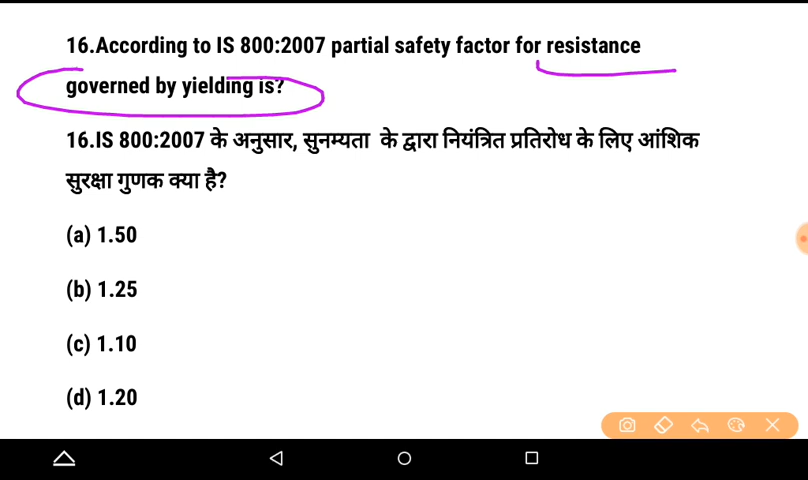 16.According to IS 800:2007 partial safety factor for resistance
governed by yielding is?
16.IS 800:2007 के अनुसार, सुनम्यता के द्वारा नियंत्रित प्रतिरोध के लिए आंशिक
सुरक्षा गुणक क्या है?
(a) 1.50
(b) 1.25
(c) 1.10
(d) 1.20